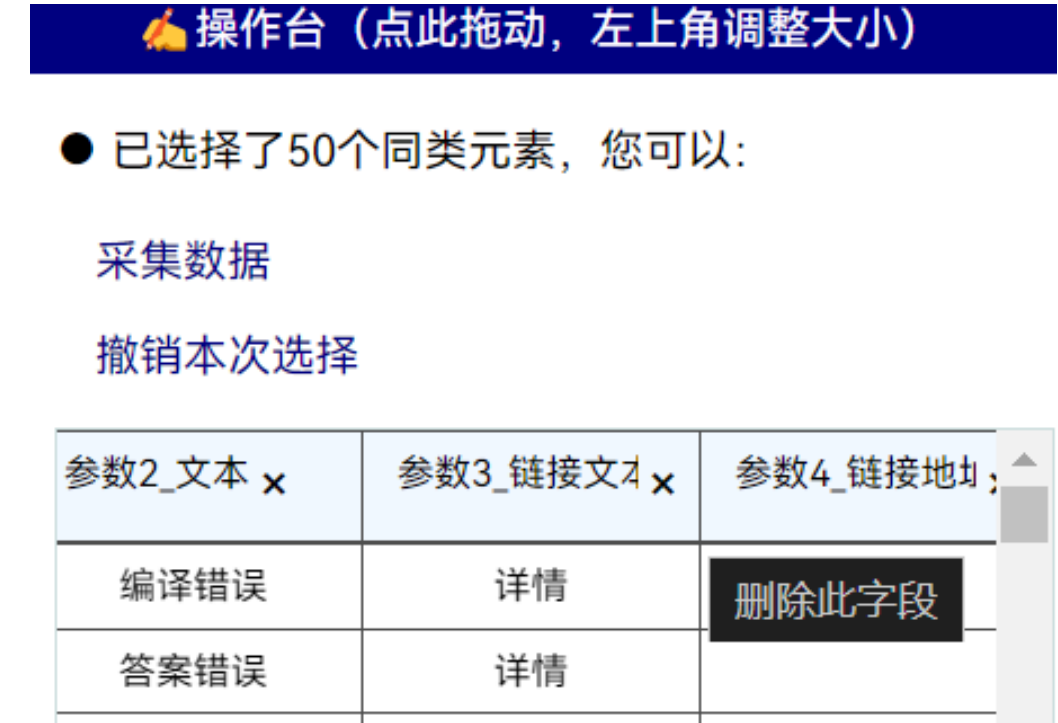 ✍操作台（点此拖动，左上角调整大小）
● 已选择了50个同类元素，您可以:
采集数据
撤销本次选择
参数2_文本 × 参数3_链接文本 × 参数4_链接地址 ×
编译错误 详情 删除此字段
答案错误 详情